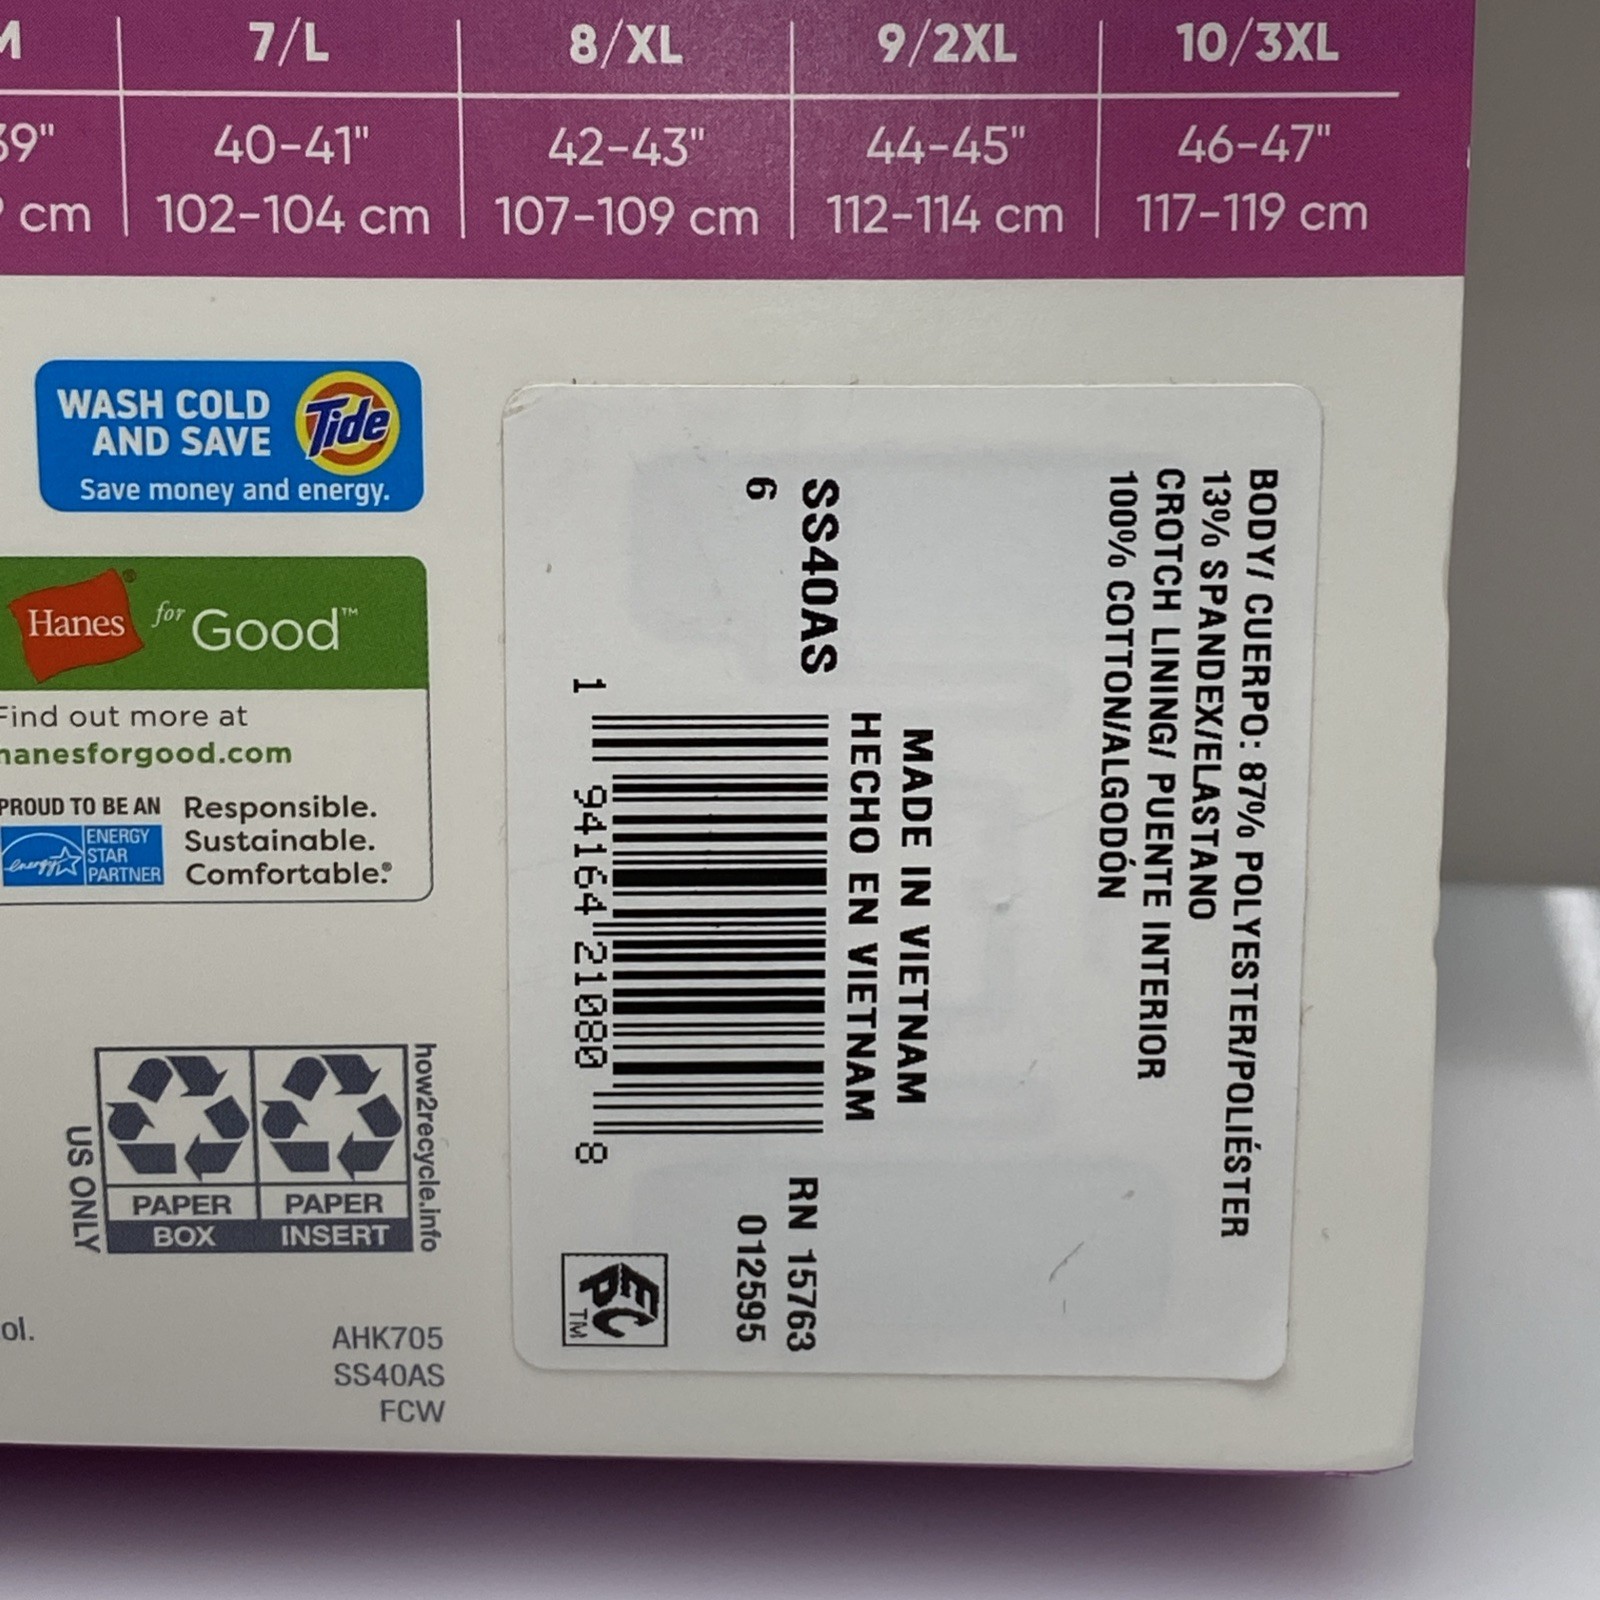 7/L
8/XL
9/2XL
10/3XL
40-41"
42-43"
44-45"
46-47"
cm
102-104 cm
107-109 cm
112-114 cm
117-119 cm
WASH COLD
AND SAVE
Tide
Save money and energy.
Hanes® for Good™
Find out more at
hanesforgood.com
PROUD TO BE AN
energy
ENERGY
STAR
PARTNER
Responsible.
Sustainable.
Comfortable.®
how2recycle.info
PAPER
BOX
PAPER
INSERT
US ONLY
AHK705
SS40AS
FCW
BODY/ CUERPO: 87% POLYESTER/POLIÉSTER
13% SPANDEX/ELASTANO
CROTCH LINING/ PUENTE INTERIOR
100% COTTON/ALGODÓN
MADE IN VIETNAM
HECHO EN VIETNAM
SS40AS
6
1 94164 21080 8
RN 15763
012595
EPC™